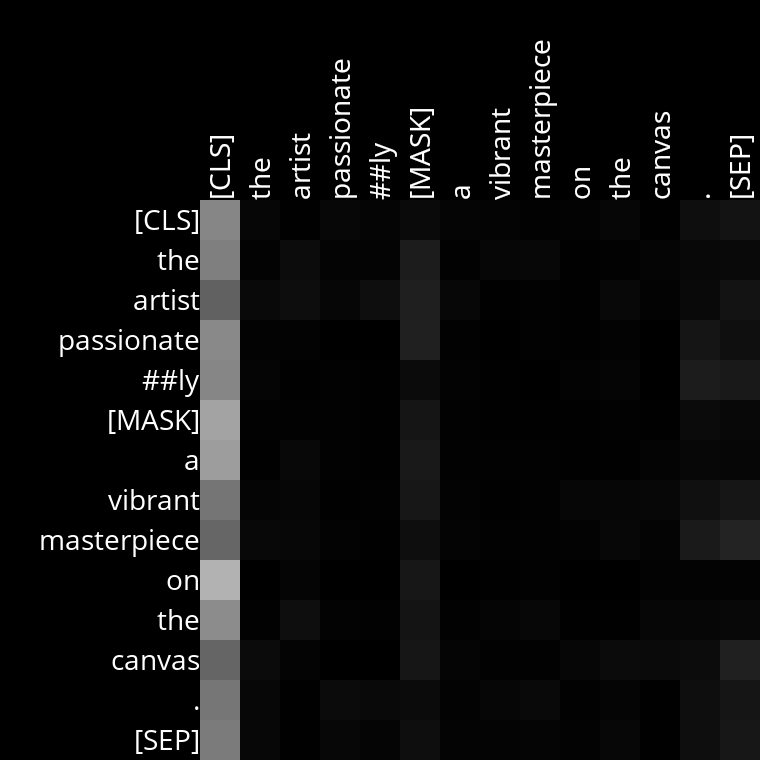 [CLS] the artist passionate ##ly [MASK] a vibrant masterpiece on the canvas . [SEP]
[CLS]
the
artist
passionate
##ly
[MASK]
a
vibrant
masterpiece
on
the
canvas
.
[SEP]